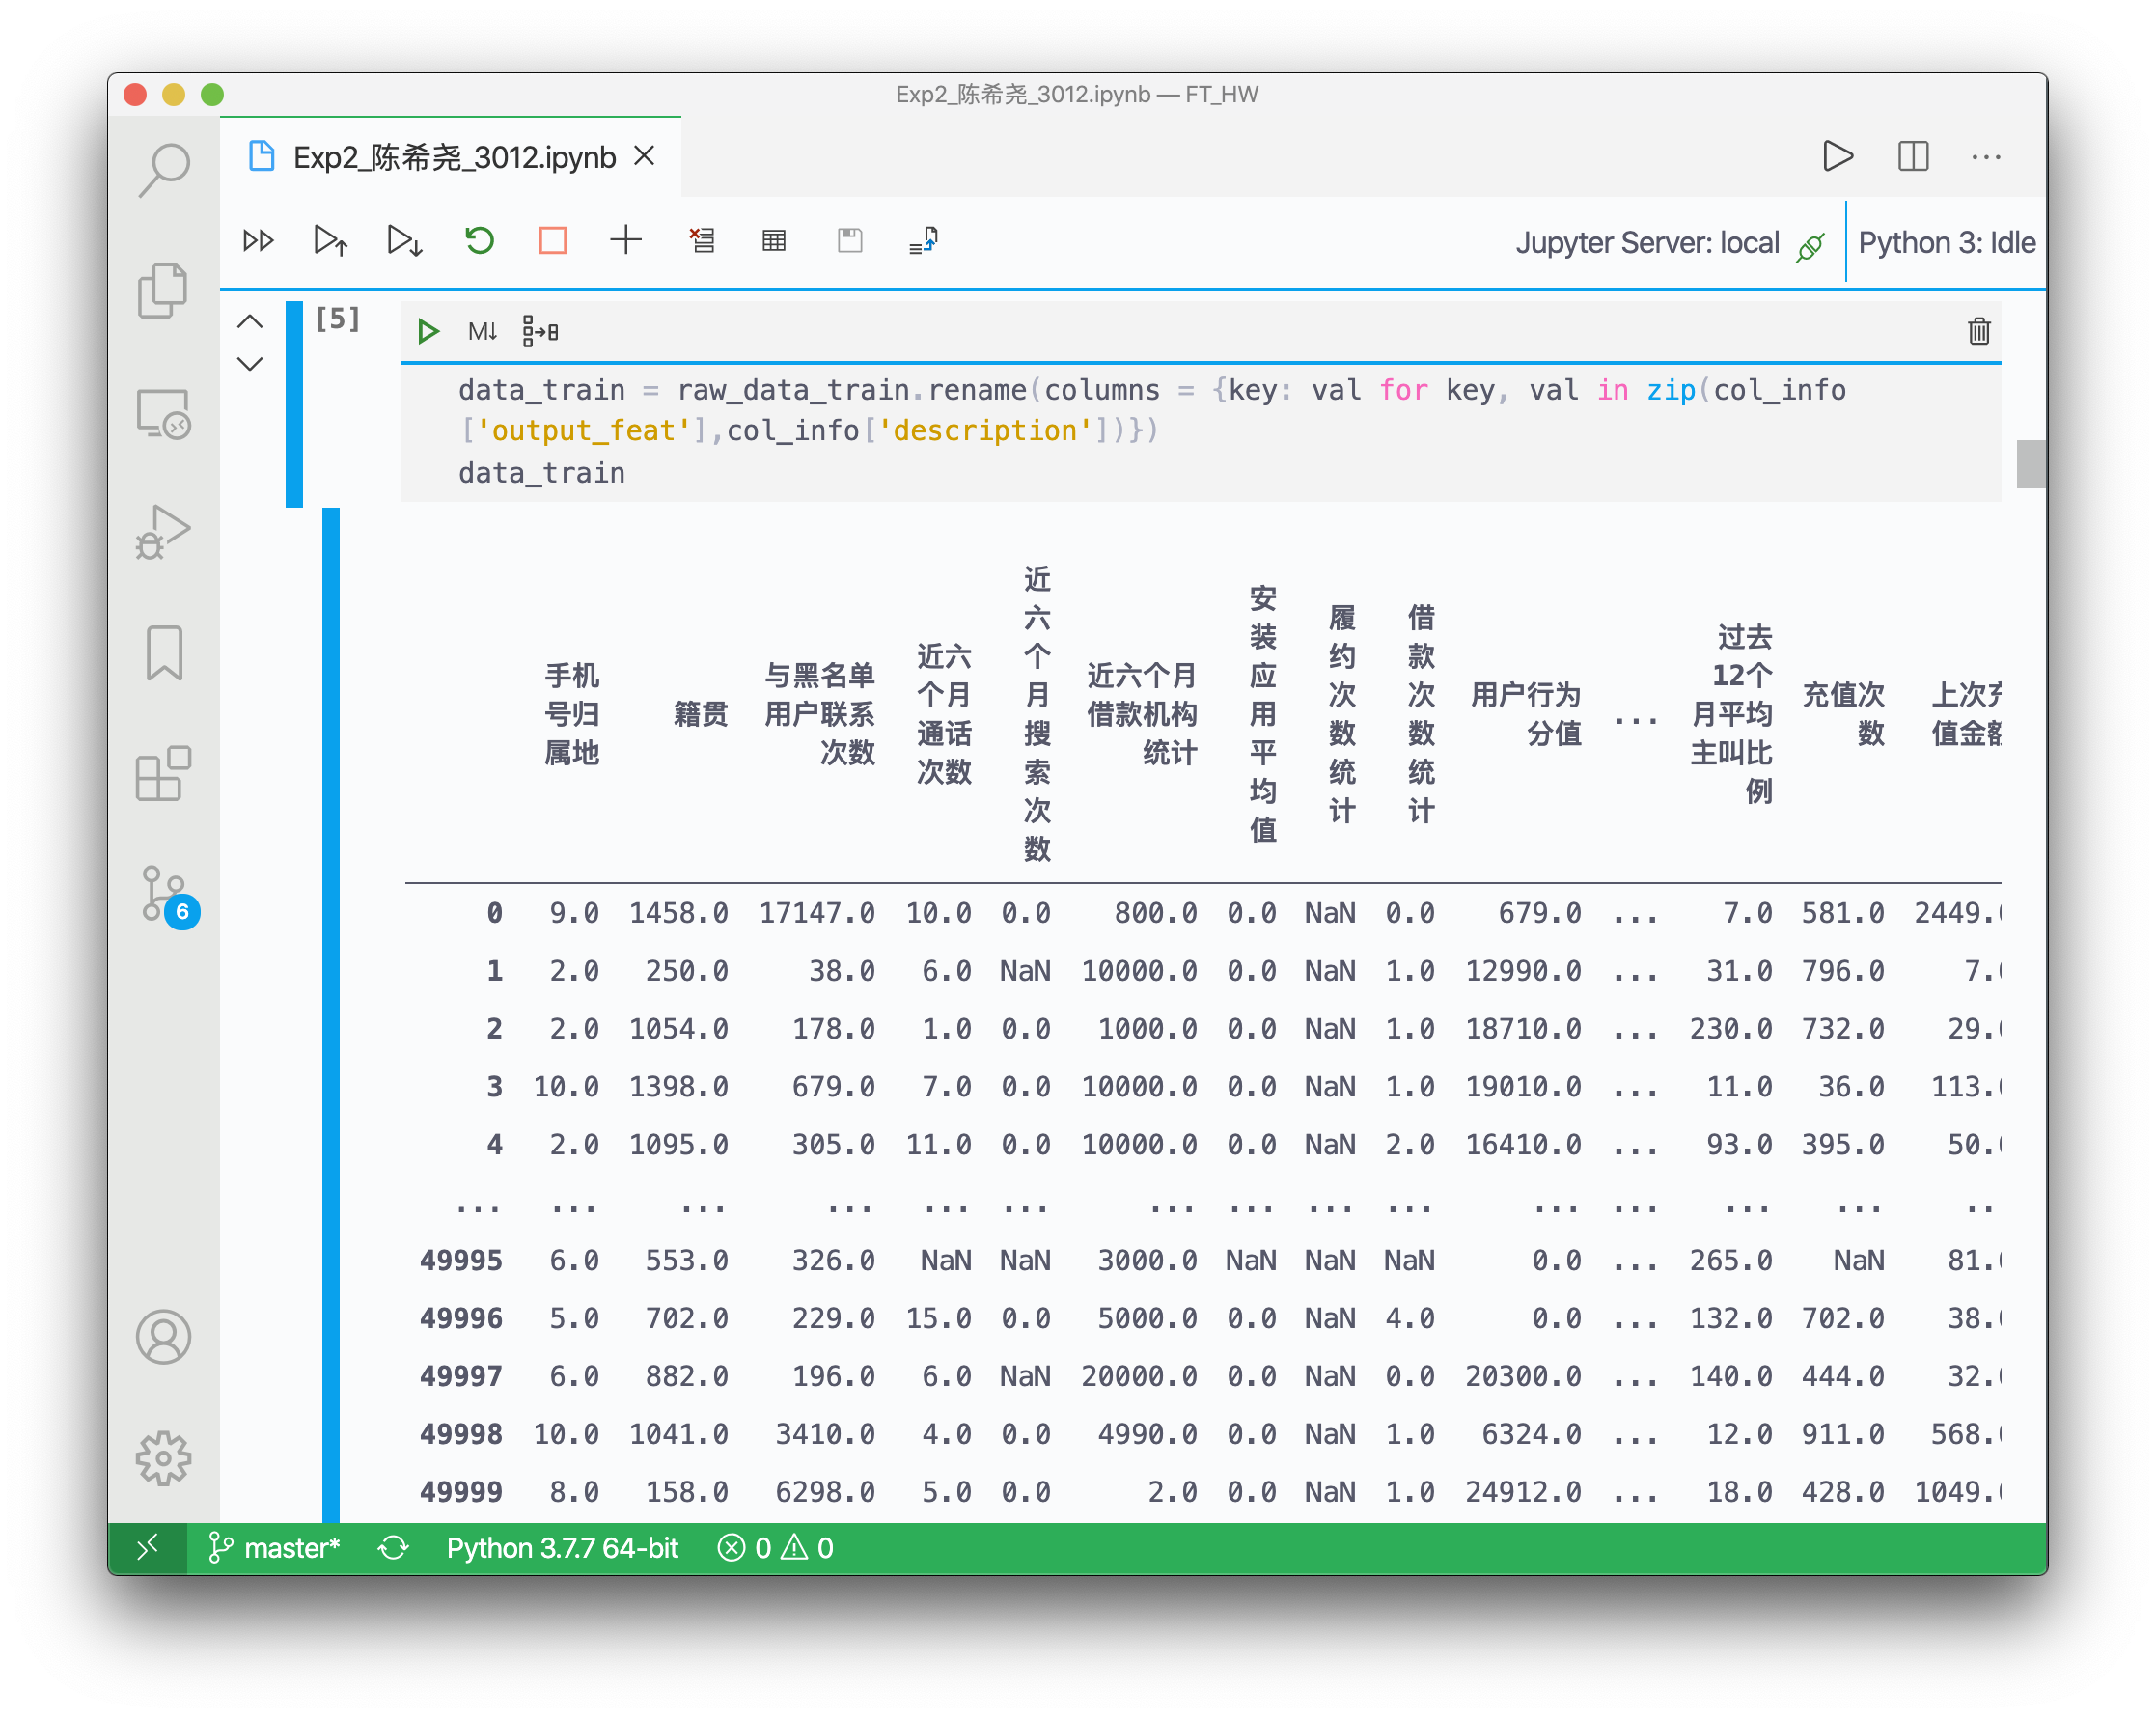 Exp2_陈希尧_3012.ipynb — FT_HW
Exp2_陈希尧_3012.ipynb
Jupyter Server: local
Python 3: Idle
[5]
M↓
data_train = raw_data_train.rename(columns = {key: val for key, val in zip(col_info
['output_feat'],col_info['description'])})
data_train
手机号归属地 籍贯 与黑名单用户联系次数 近六个月通话次数 近六个月搜索次数 近六个月借款机构统计 安装应用平均值 履约次数统计 借款次数统计 用户行为分值 ... 过去12个月平均主叫比例 充值次数 上次充值金额
0 9.0 1458.0 17147.0 10.0 0.0 800.0 0.0 NaN 0.0 679.0 ... 7.0 581.0 2449.0
1 2.0 250.0 38.0 6.0 NaN 10000.0 0.0 NaN 1.0 12990.0 ... 31.0 796.0 7.0
2 2.0 1054.0 178.0 1.0 0.0 1000.0 0.0 NaN 1.0 18710.0 ... 230.0 732.0 29.0
3 10.0 1398.0 679.0 7.0 0.0 10000.0 0.0 NaN 1.0 19010.0 ... 11.0 36.0 113.0
4 2.0 1095.0 305.0 11.0 0.0 10000.0 0.0 NaN 2.0 16410.0 ... 93.0 395.0 50.0
... ... ... ... ... ... ... ... ... ... ... ... ... ... ..
49995 6.0 553.0 326.0 NaN NaN 3000.0 NaN NaN NaN 0.0 ... 265.0 NaN 81.0
49996 5.0 702.0 229.0 15.0 0.0 5000.0 0.0 NaN 4.0 0.0 ... 132.0 702.0 38.0
49997 6.0 882.0 196.0 6.0 NaN 20000.0 0.0 NaN 0.0 20300.0 ... 140.0 444.0 32.0
49998 10.0 1041.0 3410.0 4.0 0.0 4990.0 0.0 NaN 1.0 6324.0 ... 12.0 911.0 568.0
49999 8.0 158.0 6298.0 5.0 0.0 2.0 0.0 NaN 1.0 24912.0 ... 18.0 428.0 1049.0
6
master* Python 3.7.7 64-bit 0 0